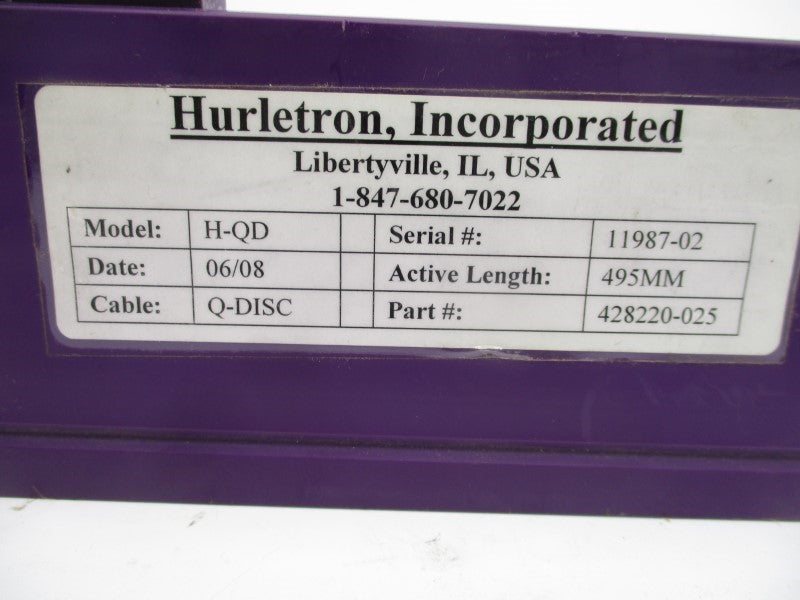 Hurletron, Incorporated
Libertyville, IL, USA
1-847-680-7022
Model: H-QD Serial #: 11987-02
Date: 06/08 Active Length: 495MM
Cable: Q-DISC Part #: 428220-025